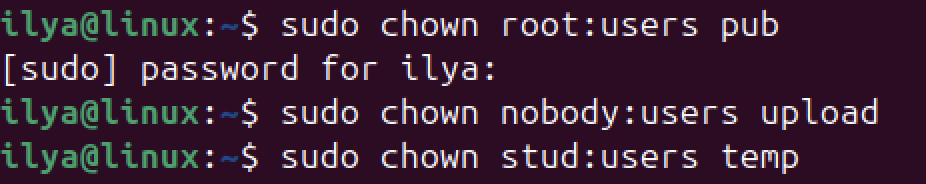 ilya@linux:~$ sudo chown root:users pub
[sudo] password for ilya:
ilya@linux:~$ sudo chown nobody:users upload
ilya@linux:~$ sudo chown stud:users temp